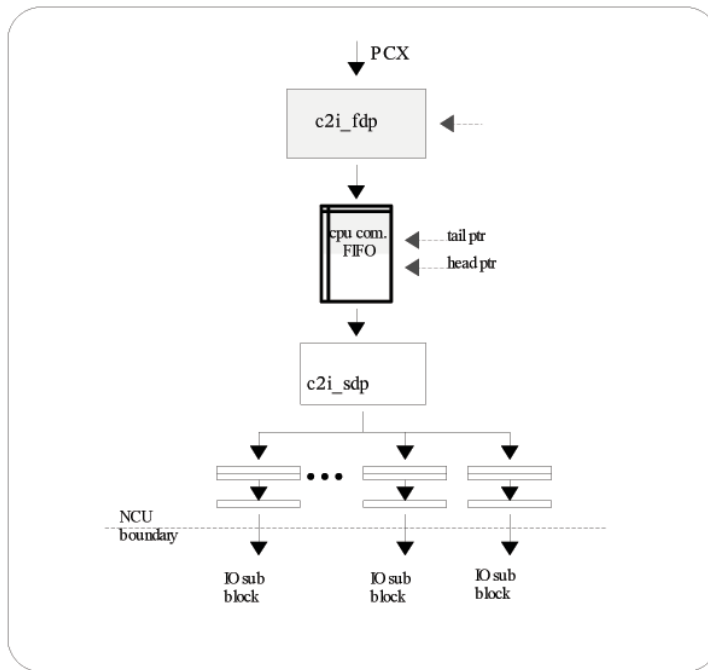 PCX
c2i_fdp
cpu com.
FIFO
tail ptr
head ptr
c2i_sdp
NCU
boundary
IO sub
block
IO sub
block
IO sub
block